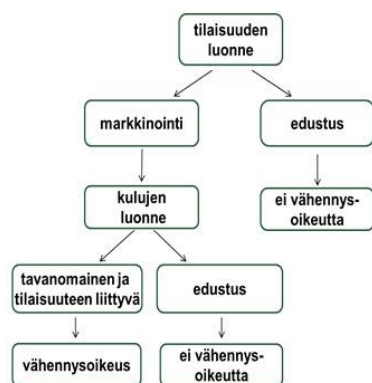 tilaisuuden
luonne
markkinointi
edustus
kulujen
luonne
ei vähennys-
oikeutta
tavanomainen ja
tilaisuuteen liittyvä
edustus
vähennysoikeus
ei vähennys-
oikeutta